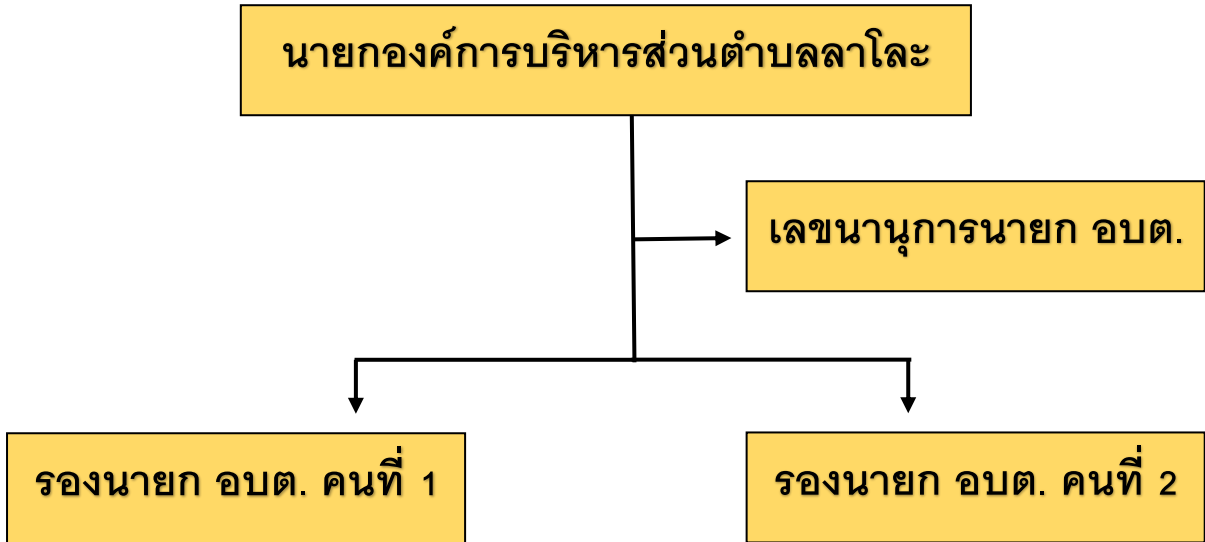 นายกองค์การบริหารส่วนตำบลลาโละ
เลขนานุการนายก อบต.
รองนายก อบต. คนที่ 1
รองนายก อบต. คนที่ 2